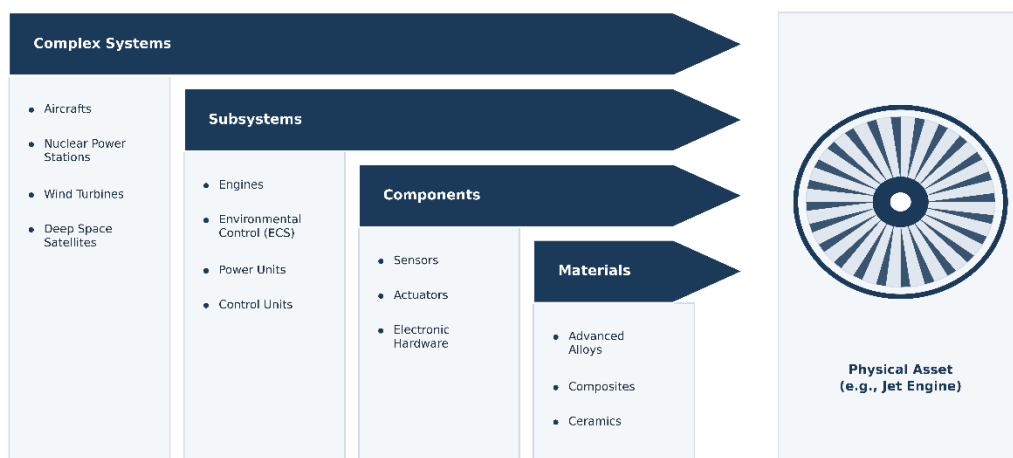 Complex Systems
Aircrafts
Nuclear Power
Stations
Wind Turbines
Deep Space
Satellites
Subsystems
Engines
Environmental
Control (ECS)
Power Units
Control Units
Components
Sensors
Actuators
Electronic
Hardware
Materials
Advanced
Alloys
Composites
Ceramics
Physical Asset
(e.g., Jet Engine)